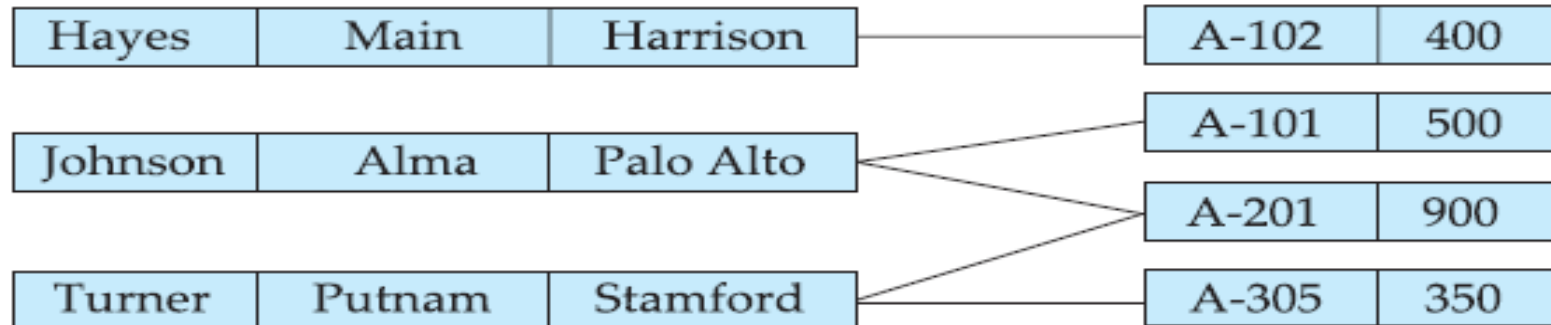 Hayes Main Harrison A-102 400
A-101 500
Johnson Alma Palo Alto
A-201 900
Turner Putnam Stamford A-305 350